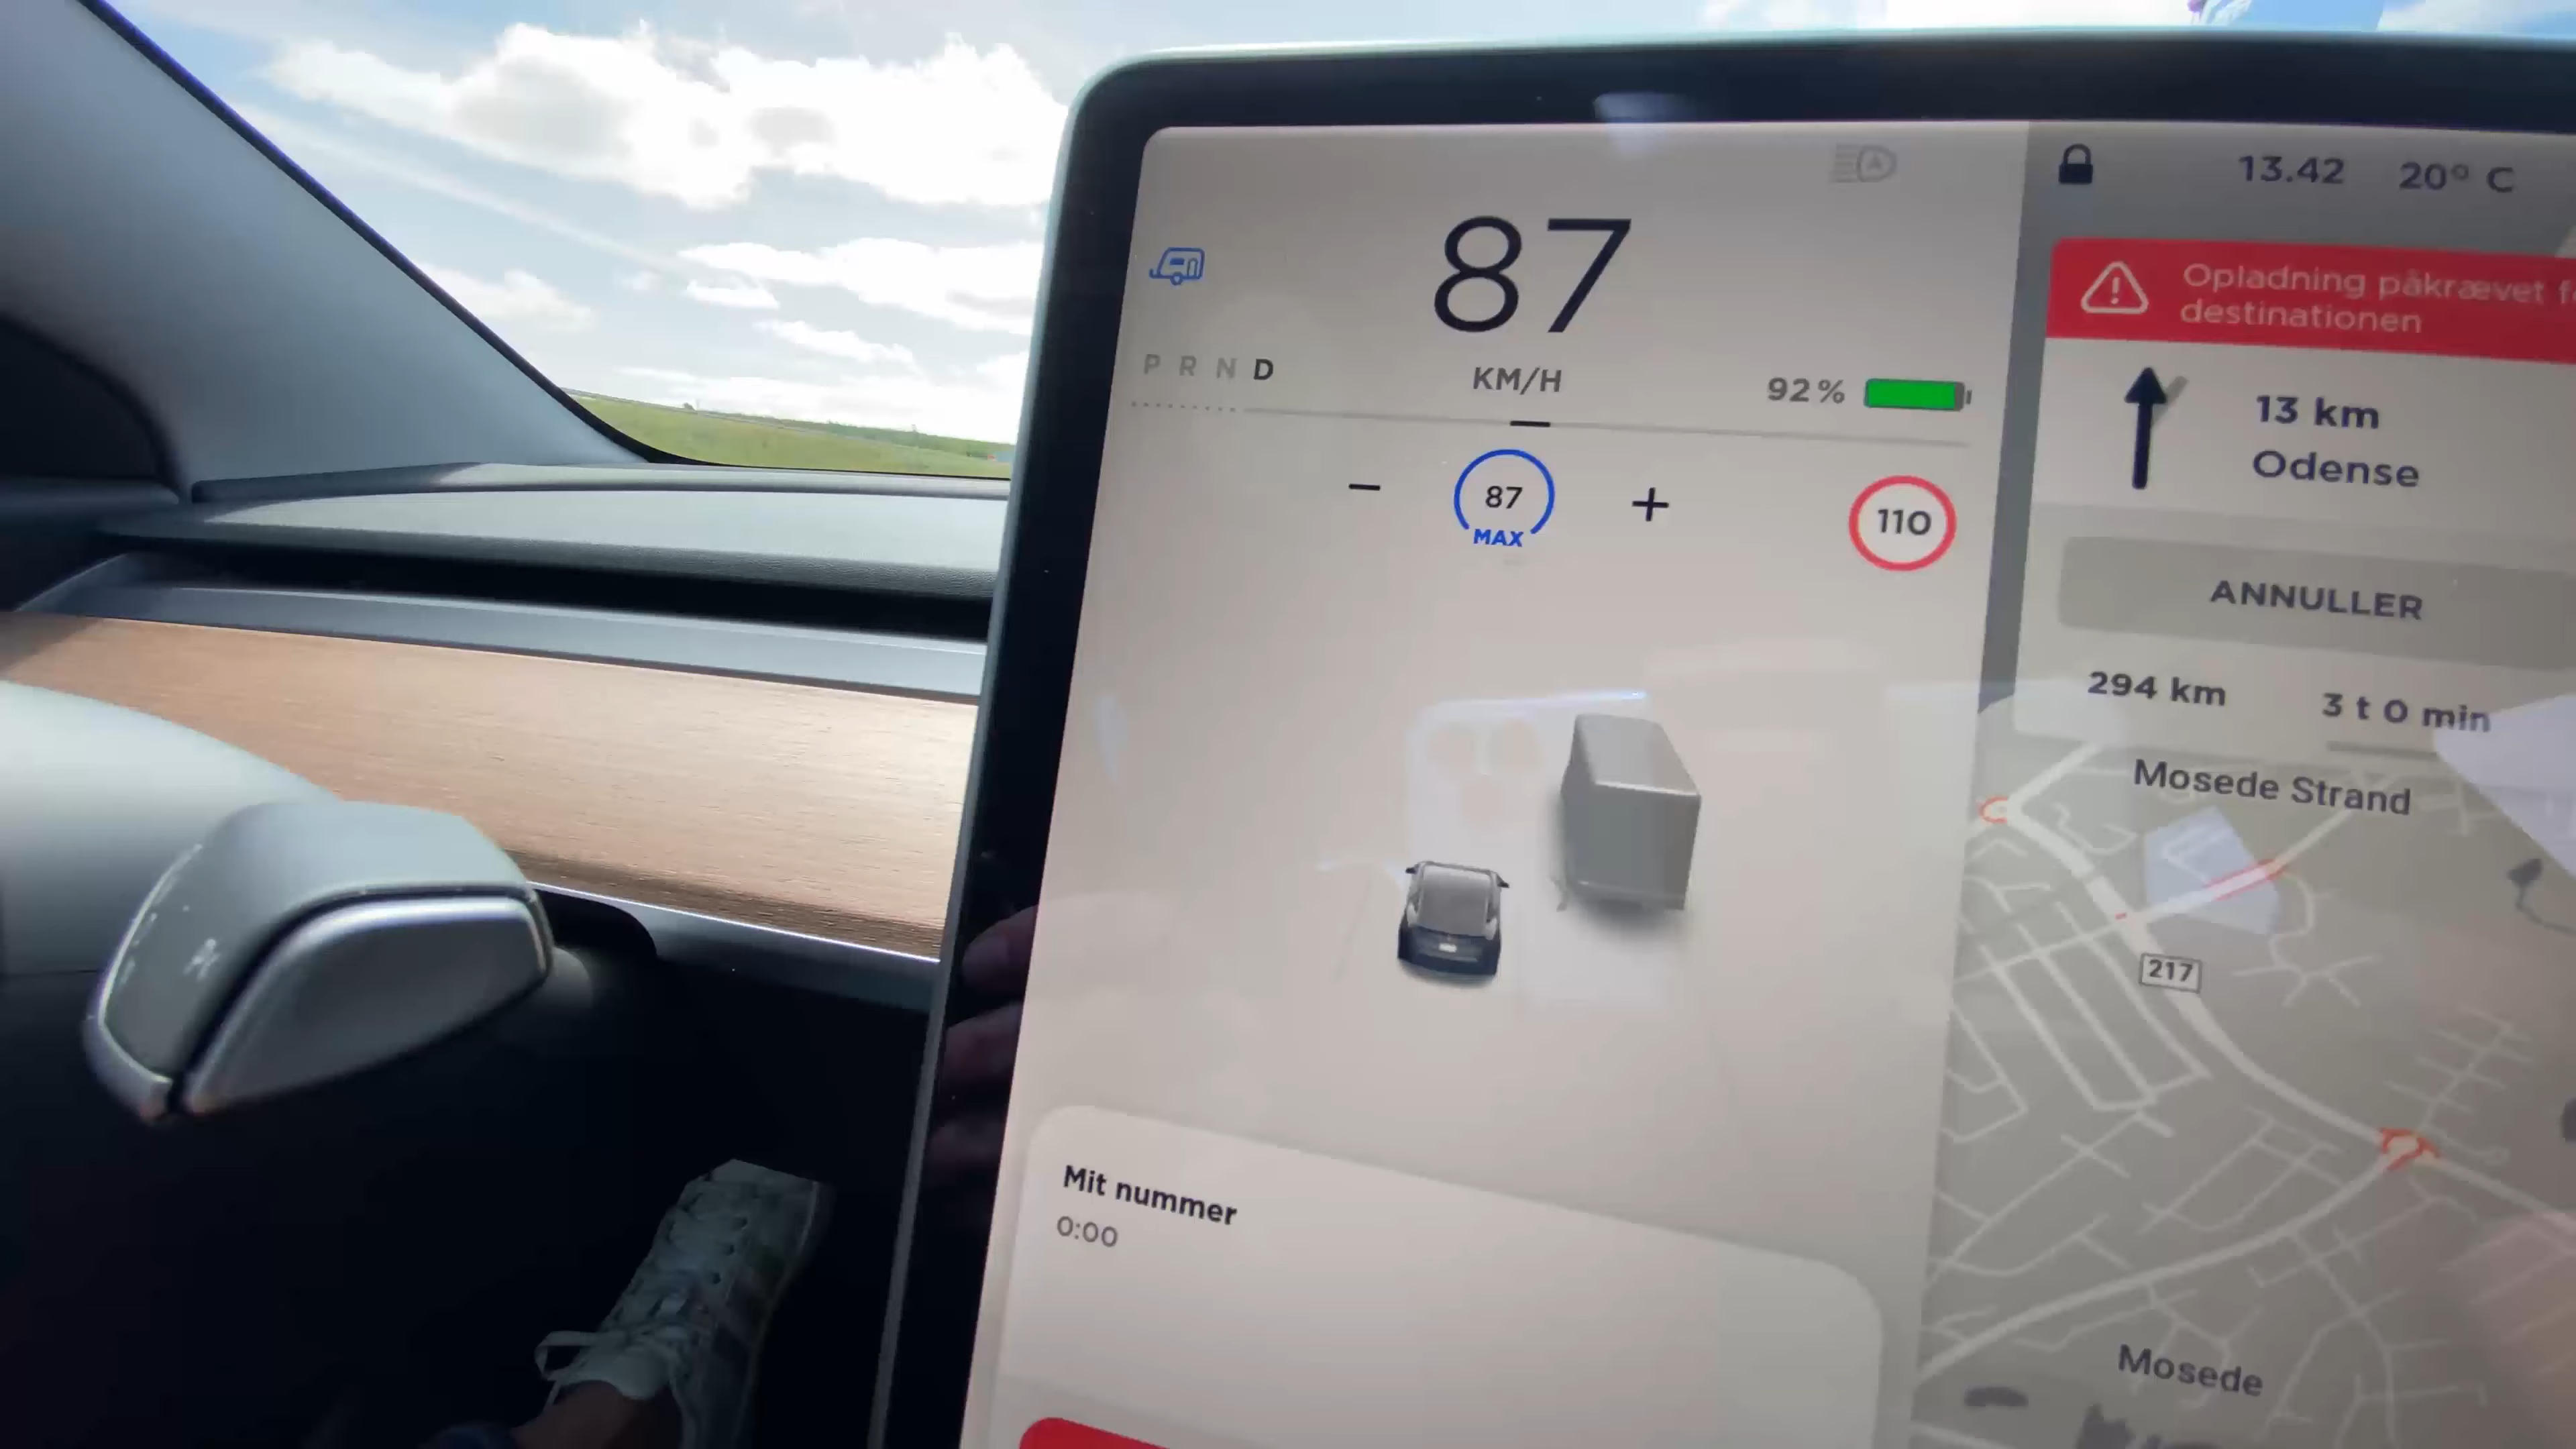 87
KM/H
P R N D
92%
87
MAX
110
13.42 20° C
Opladning påkrævet
destinationen
13 km
Odense
ANNULLER
294 km 3 t 0 min
Mosede Strand
217
Mosede
Mit nummer
0:00